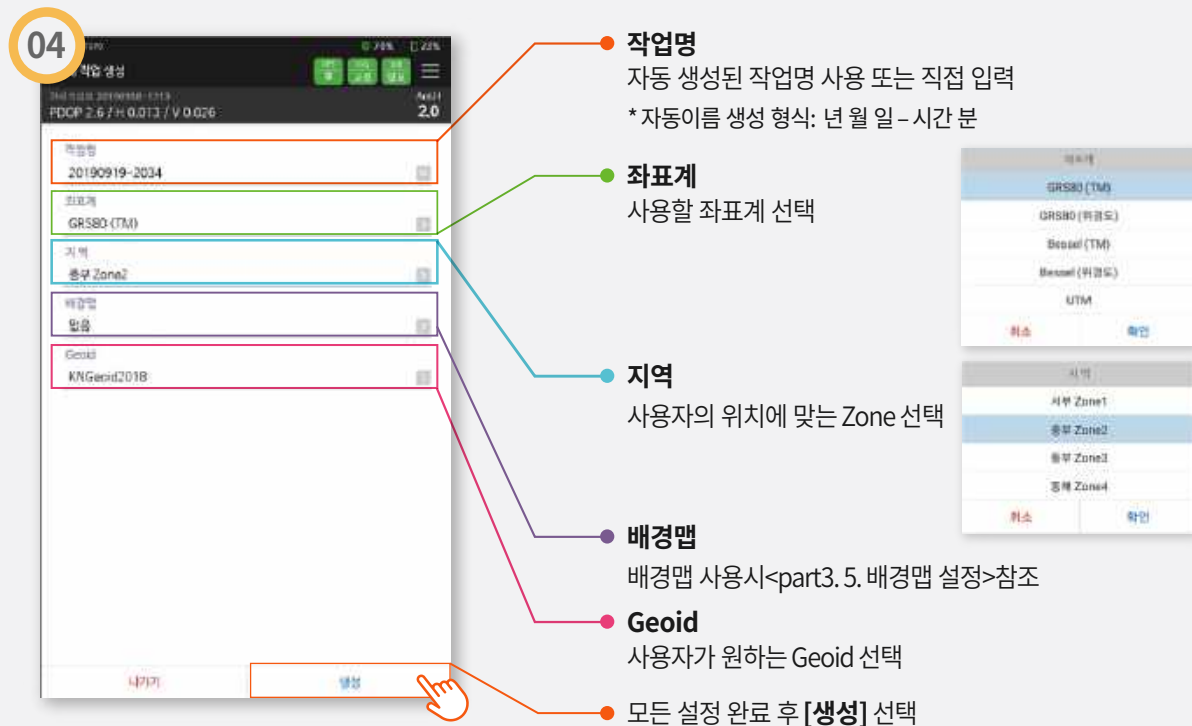 04
작업 생성
70%
23%
PDOP 2.6 / H 0.013 / V 0.026
2.0
작업명
20190919-2034
좌표계
GRS80 (TM)
지역
중부 Zone2
배경맵
없음
Geoid
KNGeoid2018
나가기
생성
작업명
자동 생성된 작업명 사용 또는 직접 입력
* 자동이름 생성 형식: 년 월 일 – 시간 분
좌표계
사용할 좌표계 선택
좌표계
GRS80 (TM)
GRS80 (위경도)
Bessel (TM)
Bessel (위경도)
UTM
취소
확인
지역
사용자의 위치에 맞는 Zone 선택
지역
서부 Zone1
중부 Zone2
동부 Zone3
동해 Zone4
취소
확인
배경맵
배경맵 사용시<part3. 5. 배경맵 설정>참조
Geoid
사용자가 원하는 Geoid 선택
모든 설정 완료 후 [생성] 선택